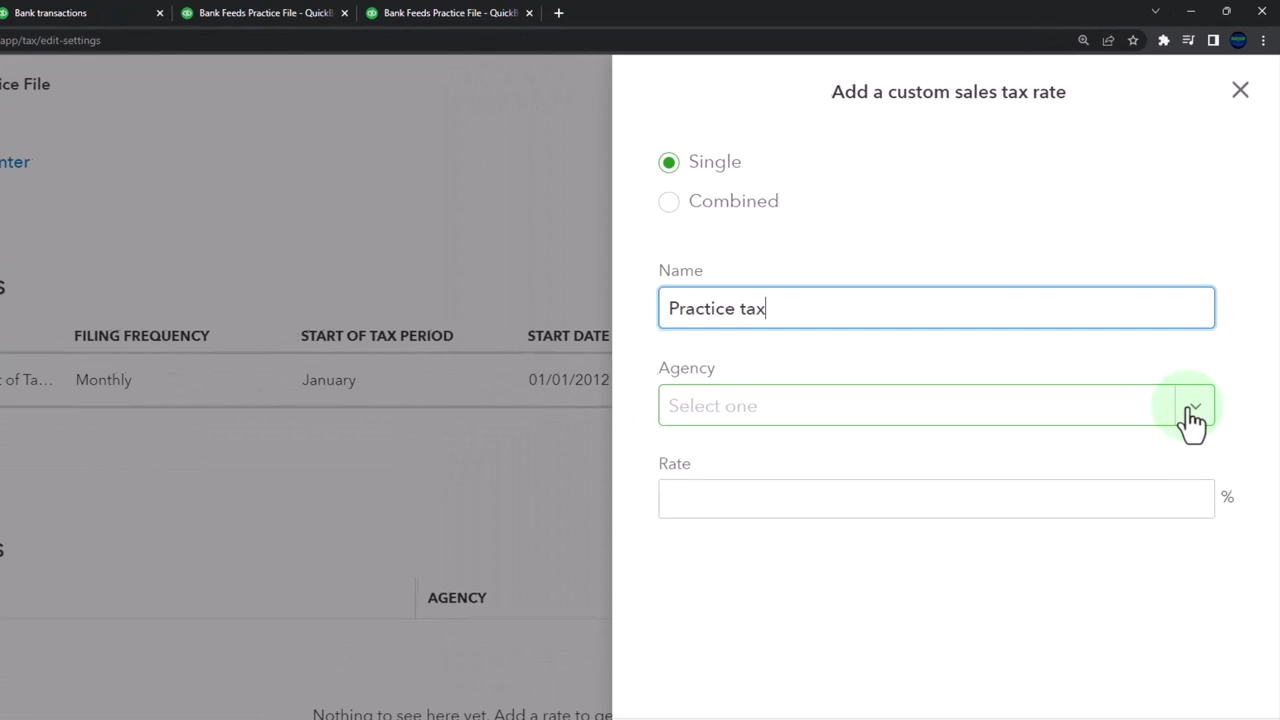 Bank transactions
Bank Feeds Practice File - QuickB
Bank Feeds Practice File - QuickB
app/tax/edit-settings
ice File
nter
s
FILING FREQUENCY START OF TAX PERIOD START DATE
t of Ta... Monthly January 01/01/2012
s
AGENCY
Nothing to see here yet. Add a rate to ge
Add a custom sales tax rate
Single
Combined
Name
Practice tax
Agency
Select one
Rate
%